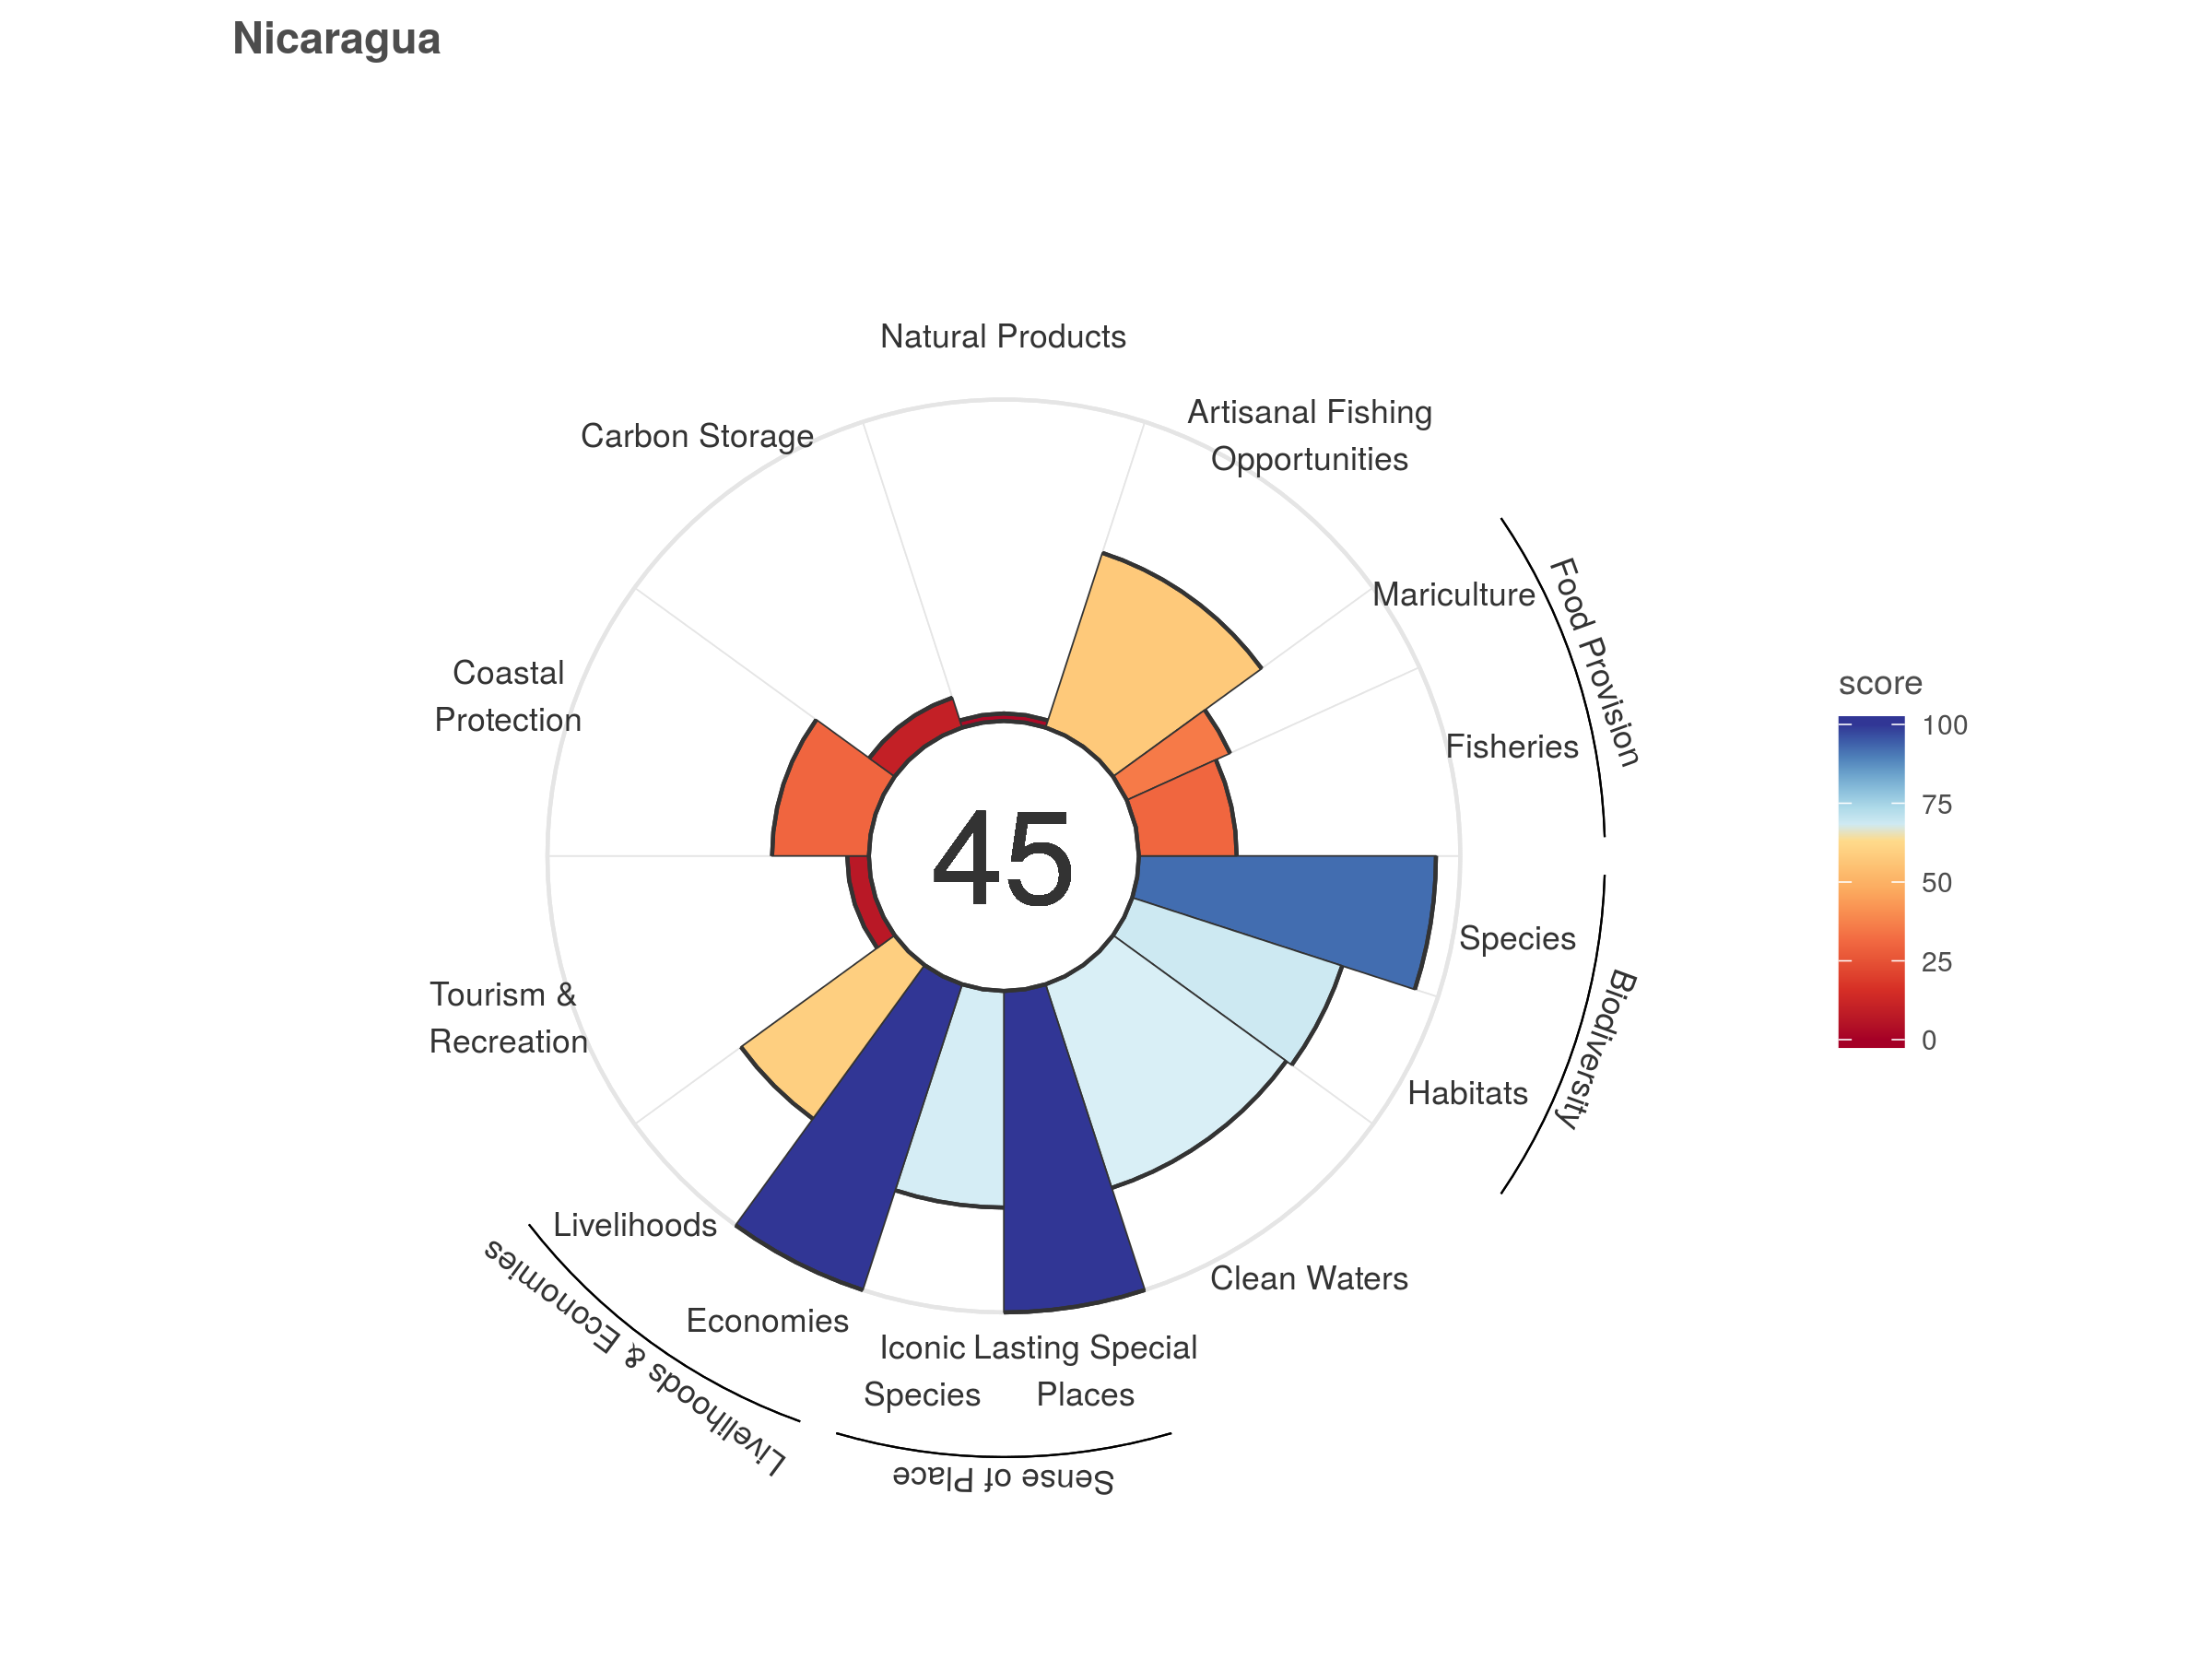 Nicaragua
Natural Products
Artisanal Fishing
Opportunities
Carbon Storage
Mariculture
Food Provision
Coastal
Protection
Fisheries
score
100
75
50
25
0
45
Species
Biodiversity
Tourism &
Recreation
Habitats
Livelihoods
Clean Waters
Economies
Livelihoods & Economies
Iconic
Species
Lasting Special
Places
Sense of Place